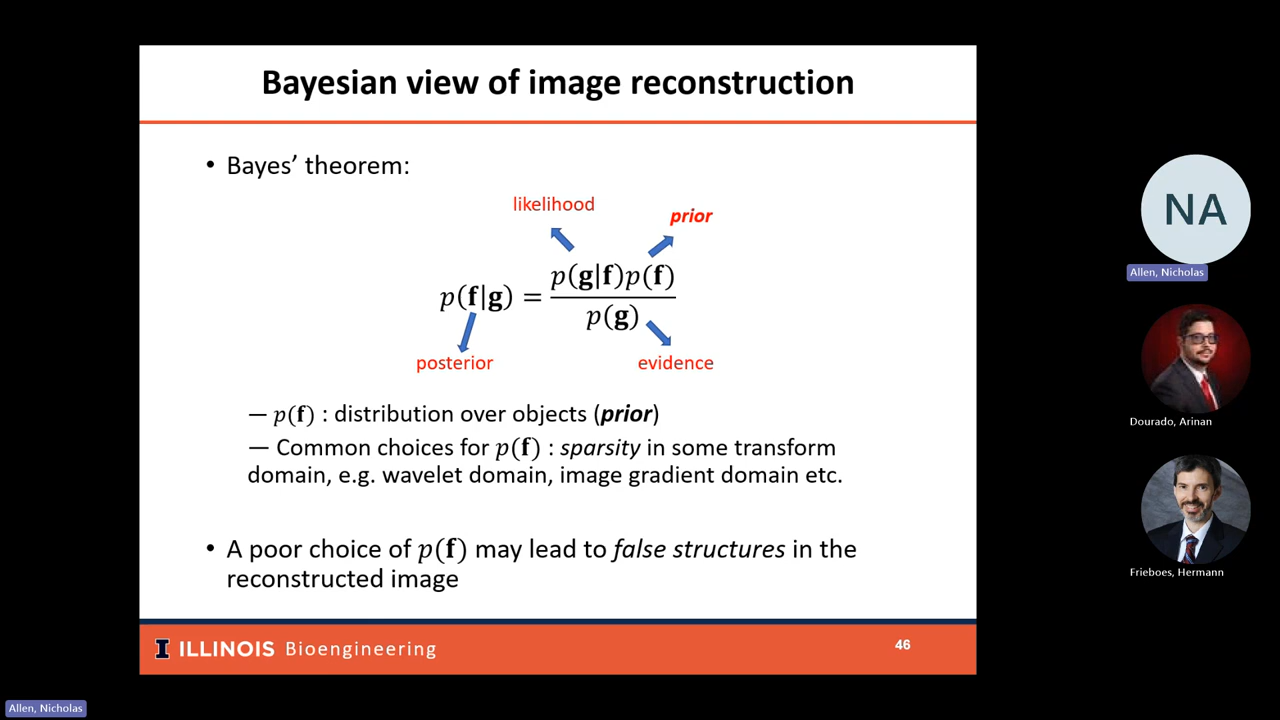 Bayesian view of image reconstruction
• Bayes’ theorem:
likelihood
prior
p(f|g) = p(g|f)p(f) / p(g)
posterior
evidence
— p(f) : distribution over objects (prior)
— Common choices for p(f) : sparsity in some transform
domain, e.g. wavelet domain, image gradient domain etc.
• A poor choice of p(f) may lead to false structures in the
reconstructed image
I ILLINOIS Bioengineering
46
NA
Allen, Nicholas
Dourado, Arinan
Frieboes, Hermann
Allen, Nicholas